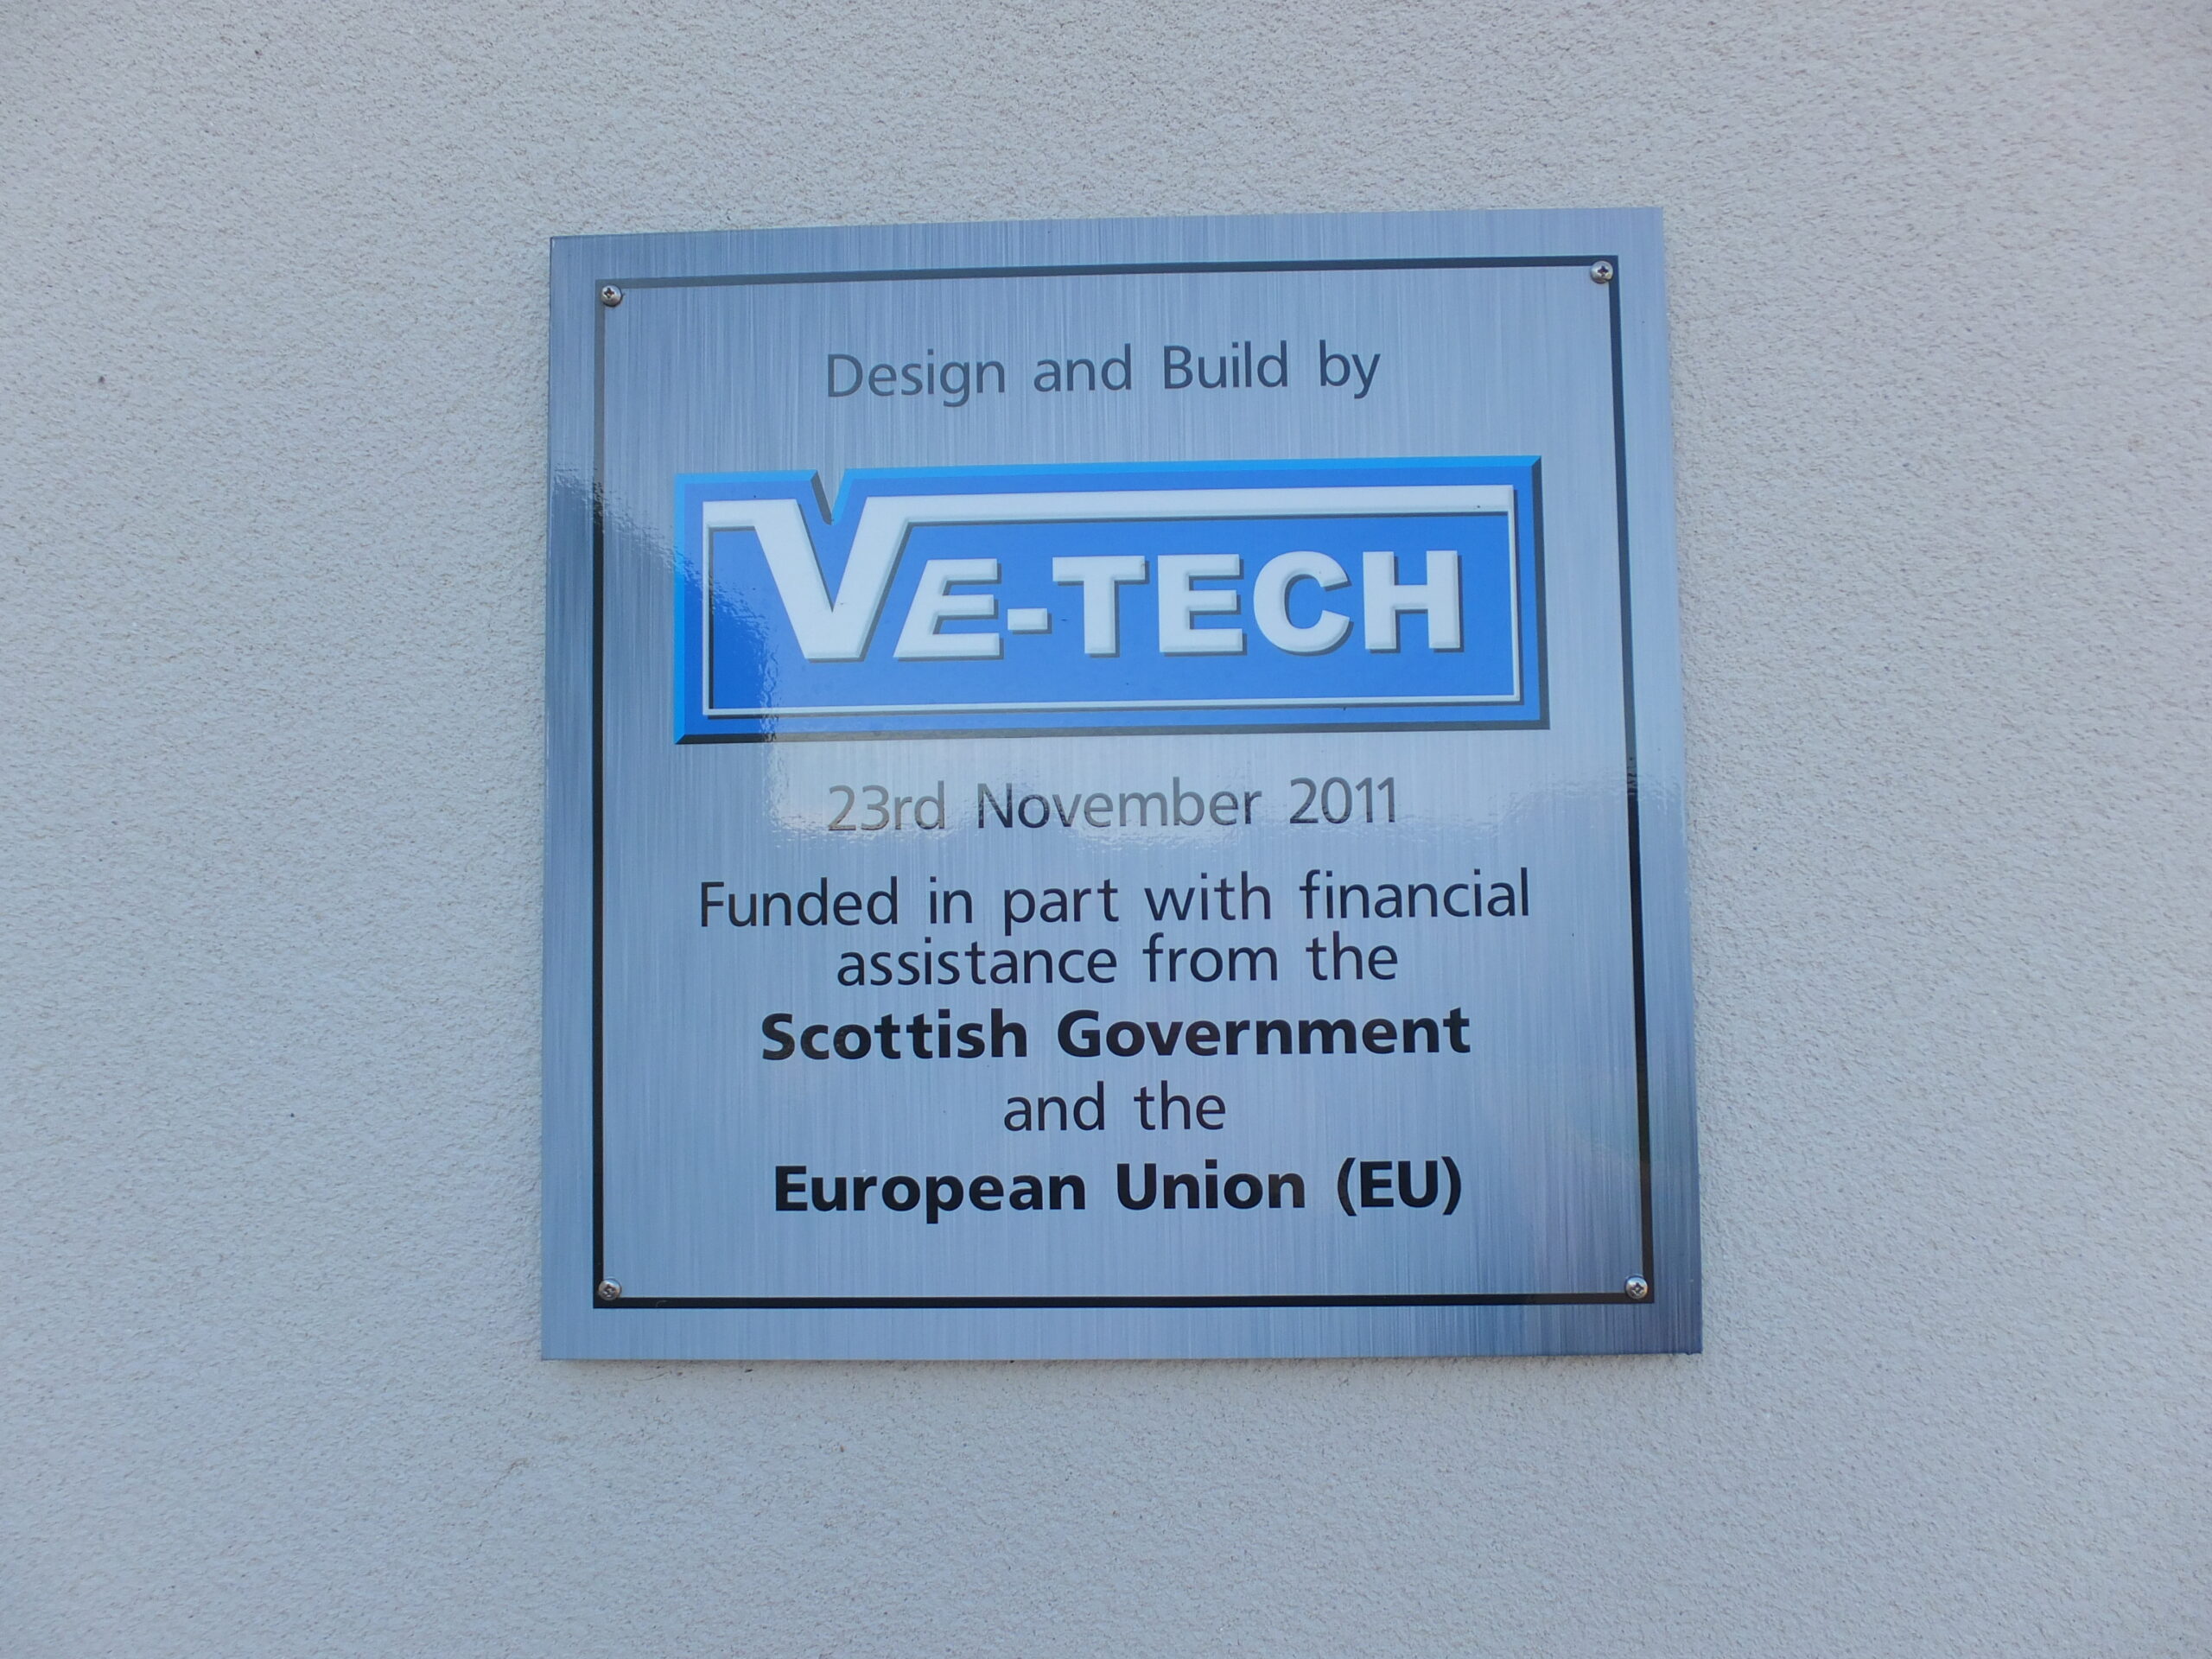 Design and Build by
VE-TECH
23rd November 2011
Funded in part with financial
assistance from the
Scottish Government
and the
European Union (EU)